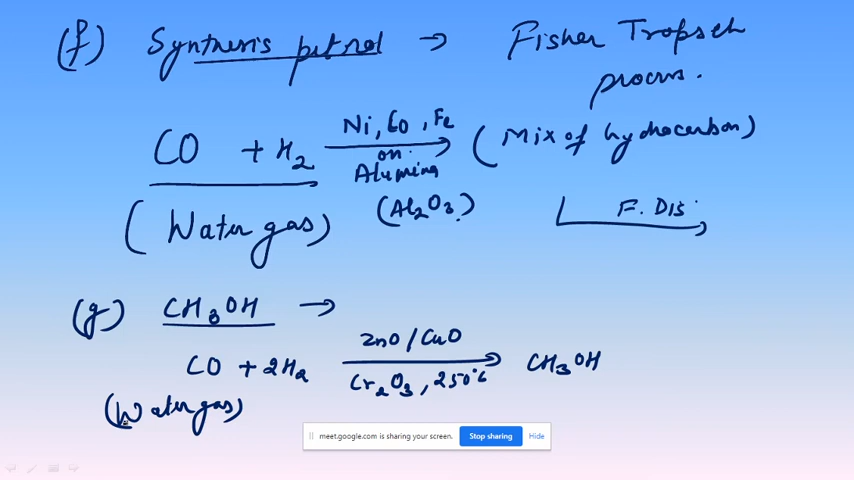 (f) Synthesis petrol → Fisher Tropsch
process.
CO + H₂ Ni, Co, Fe on Alumina (Al₂O₃) → (Mix of hydrocarbon)
(Water gas) F. Dis.
(g) CH₃OH →
CO + 2H₂ ZnO / CuO Cr₂O₃, 250°C → CH₃OH
(Water gas)
meet.google.com is sharing your screen. Stop sharing Hide